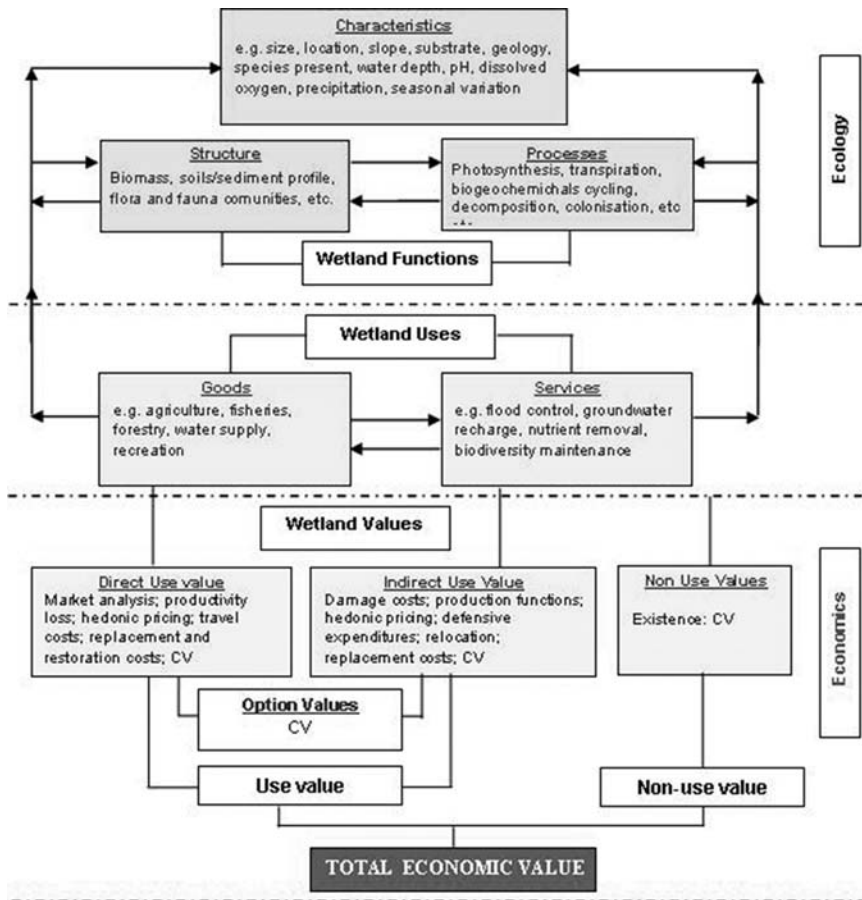 Characteristics
e.g. size, location, slope, substrate, geology,
species present, water depth, pH, dissolved
oxygen, precipitation, seasonal variation
Ecology
Structure
Biomass, soils/sediment profile,
flora and fauna comunities, etc.
Processes
Photosynthesis, transpiration,
biogeochemichals cycling,
decomposition, colonisation, etc
Wetland Functions
Wetland Uses
Goods
e.g. agriculture, fisheries,
forestry, water supply,
recreation
Services
e.g. flood control, groundwater
recharge, nutrient removal,
biodiversity maintenance
Wetland Values
Direct Use value
Market analysis; productivity
loss; hedonic pricing; travel
costs; replacement and
restoration costs; CV
Indirect Use Value
Damage costs; production functions;
hedonic pricing; defensive
expenditures; relocation;
replacement costs; CV
Non Use Values
Existence: CV
Economics
Option Values
CV
Use value
Non-use value
TOTAL ECONOMIC VALUE